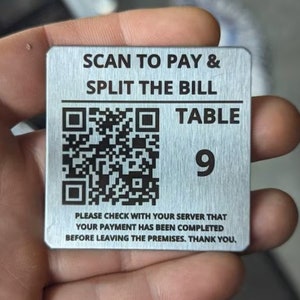 SCAN TO PAY &
SPLIT THE BILL
TABLE
9
PLEASE CHECK WITH YOUR SERVER THAT
YOUR PAYMENT HAS BEEN COMPLETED
BEFORE LEAVING THE PREMISES. THANK YOU.